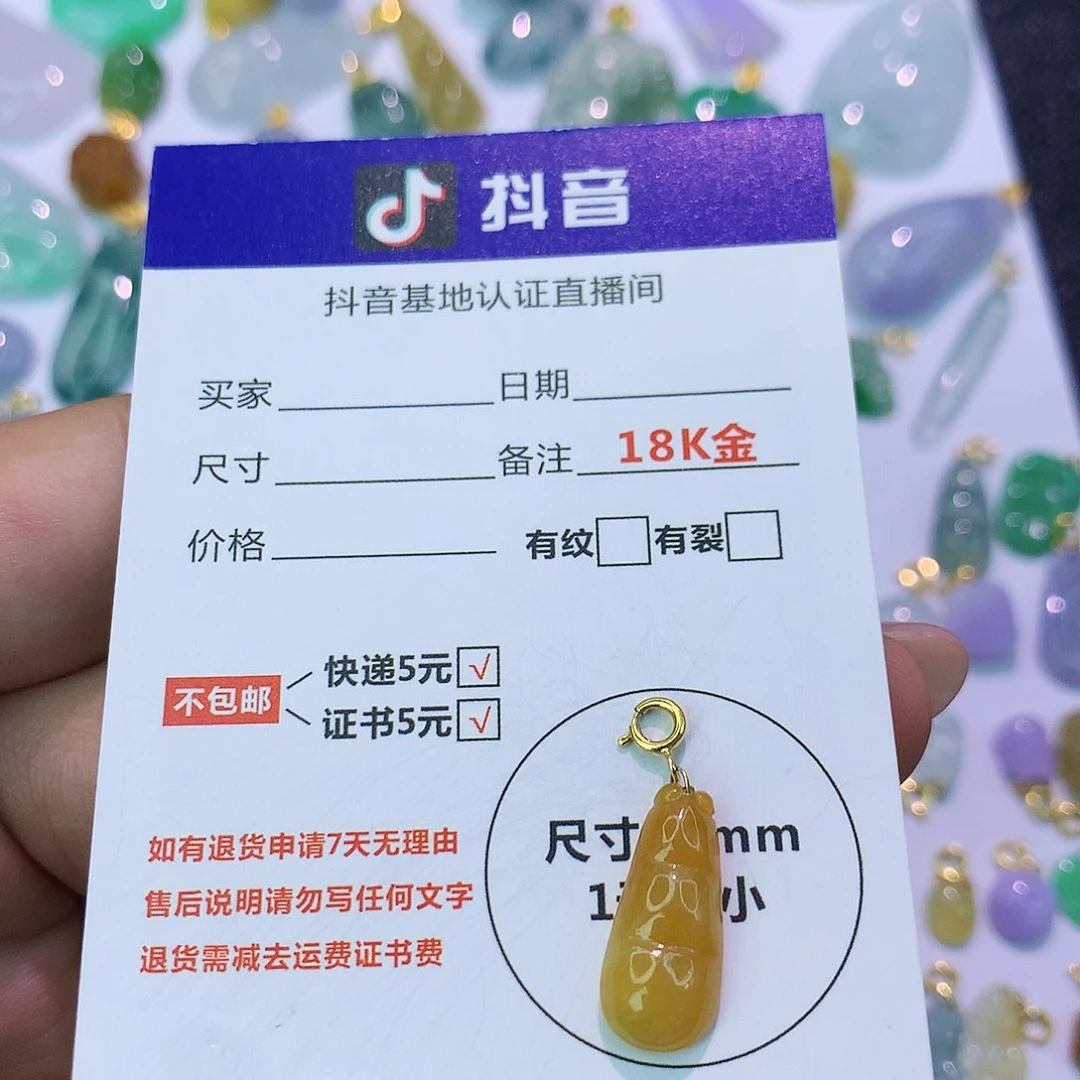 抖音
抖音基地认证直播间
买家 日期
尺寸 备注 18K金
价格 有纹 有裂
不包邮
快递5元 √
证书5元 √
如有退货申请7天无理由
售后说明请勿写任何文字
退货需减去运费证书费
尺寸 mm
1 小